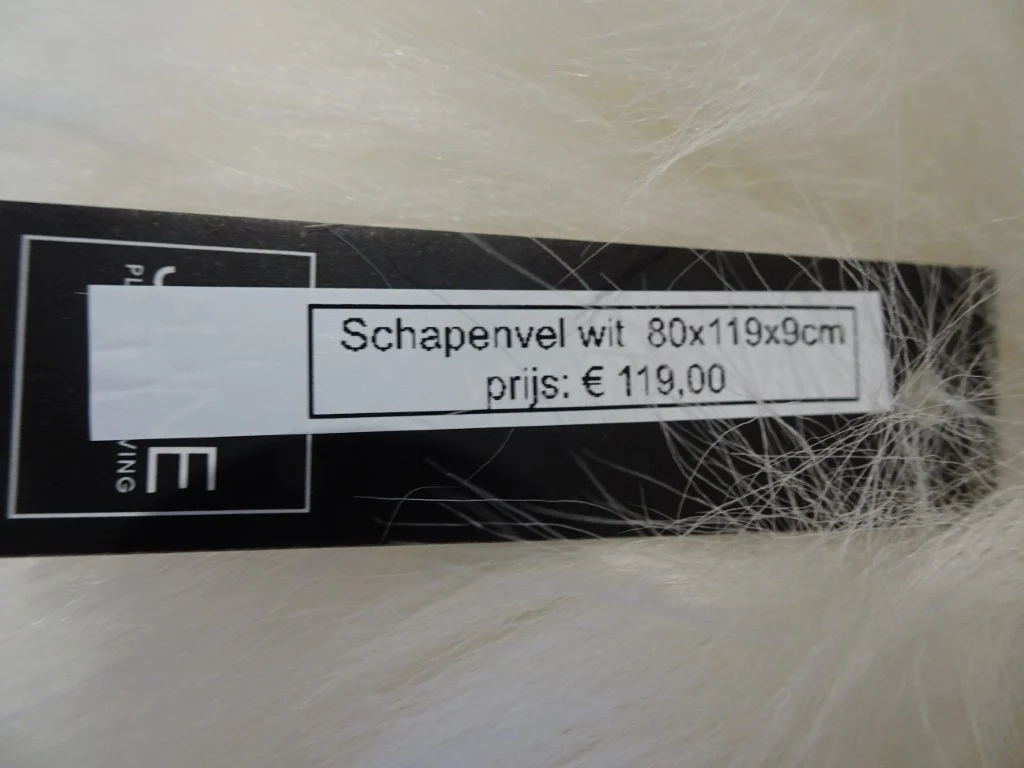 Schapenvel wit 80x119x9cm
prijs: € 119,00